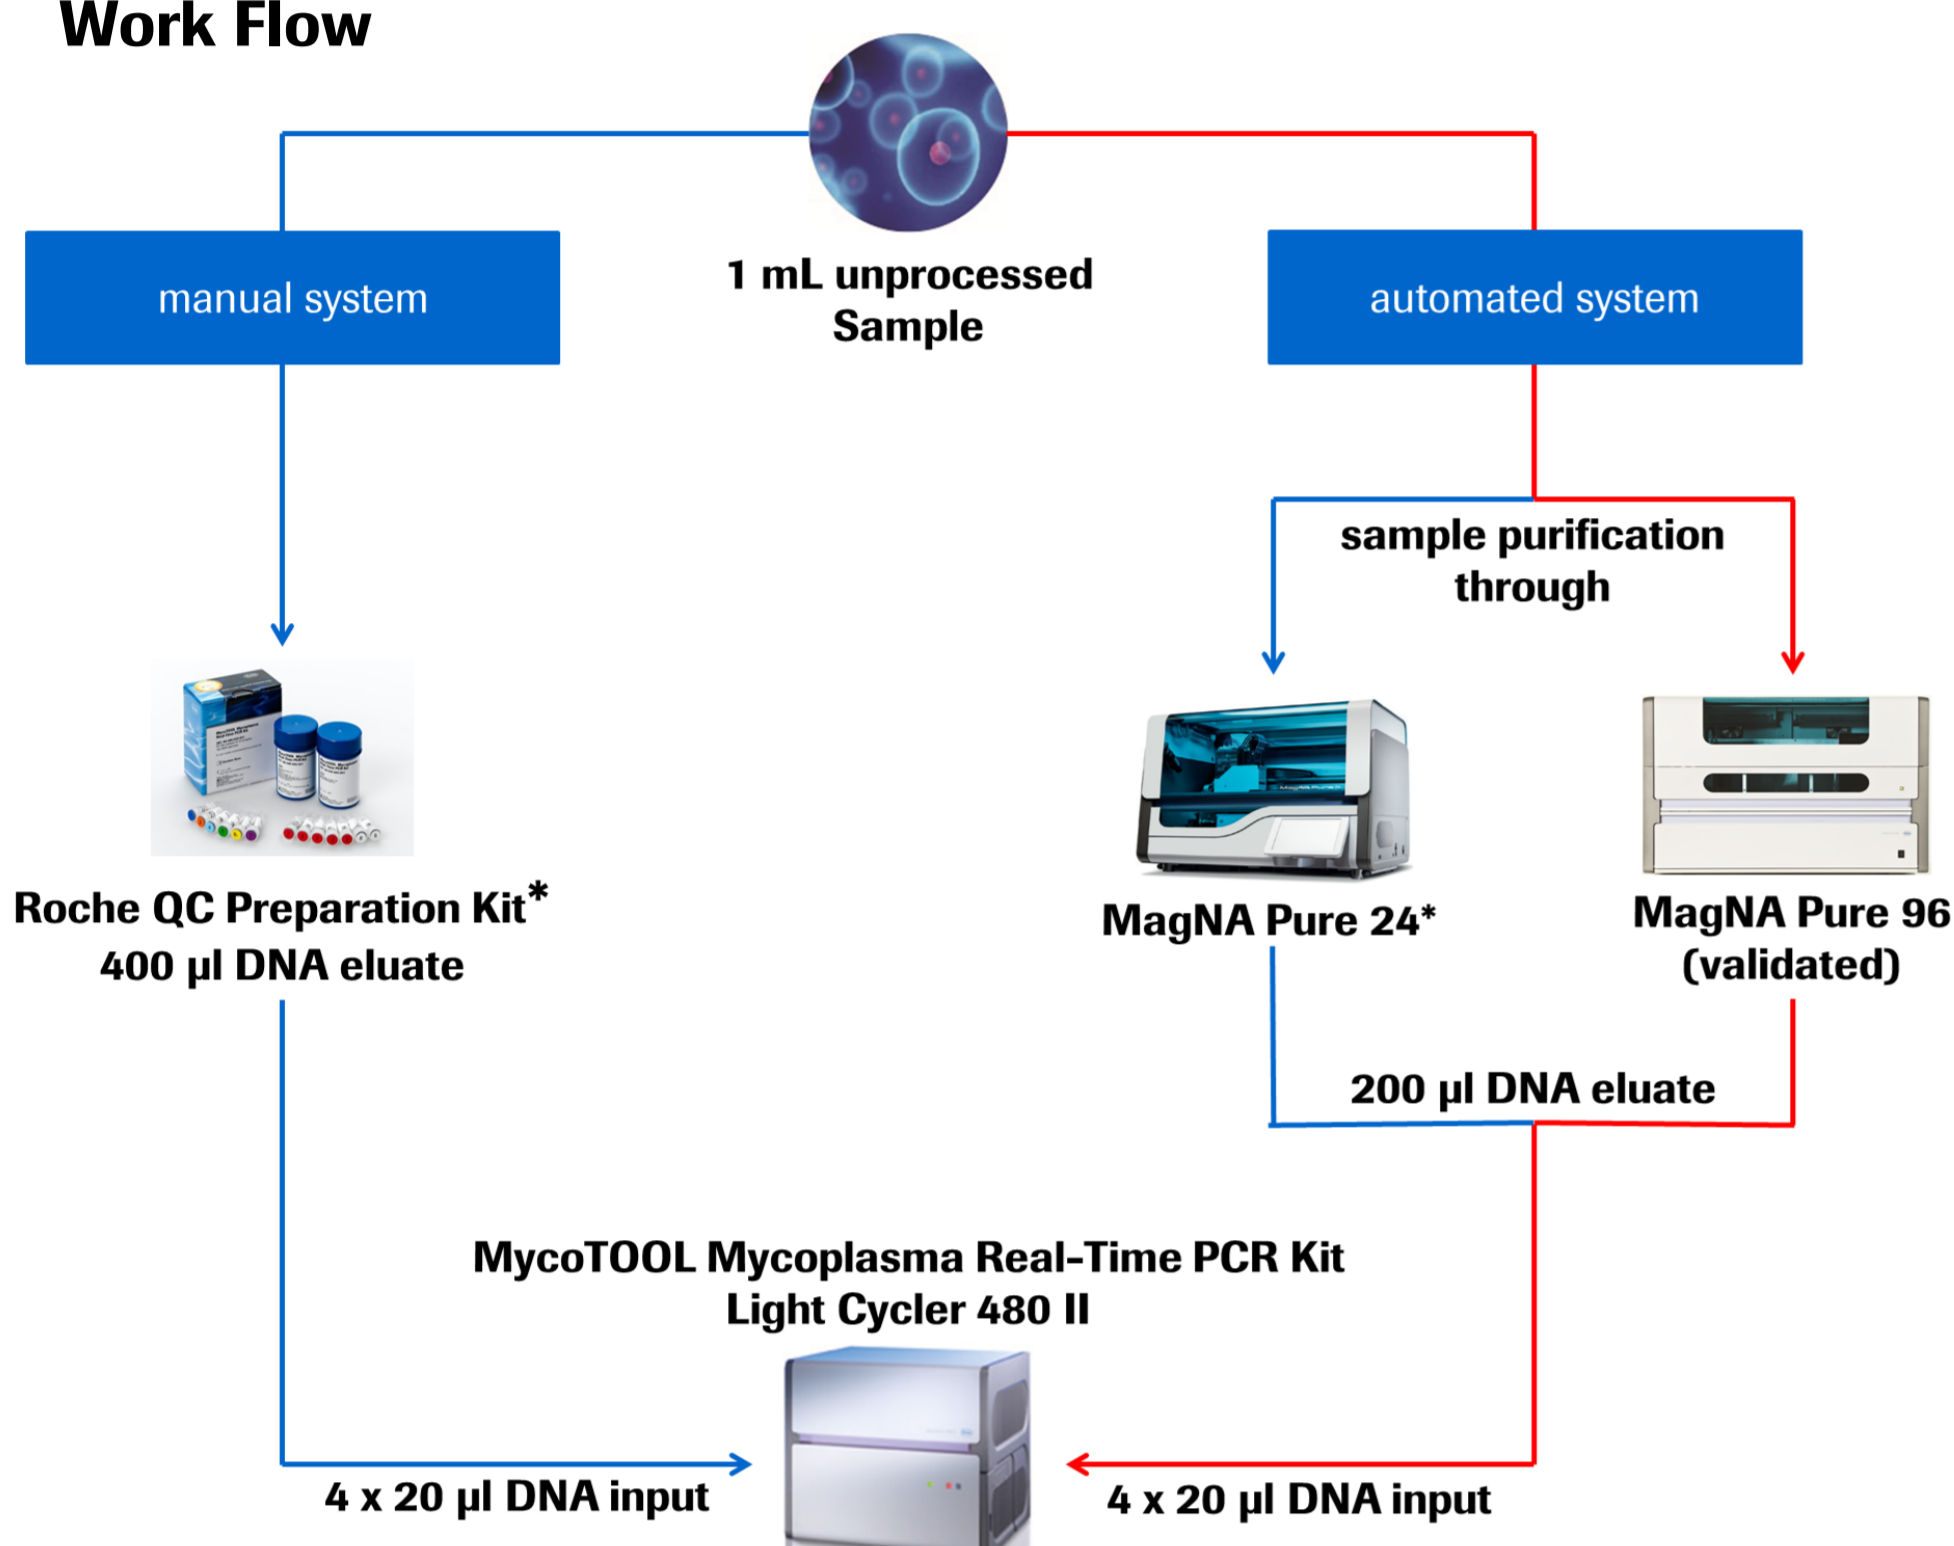 Work Flow
1 mL unprocessed
Sample
manual system
automated system
sample purification
through
Roche QC Preparation Kit*
400 µl DNA eluate
MagNA Pure 24*
MagNA Pure 96
(validated)
200 µl DNA eluate
MycoTOOL Mycoplasma Real-Time PCR Kit
Light Cycler 480 II
4 x 20 µl DNA input
4 x 20 µl DNA input